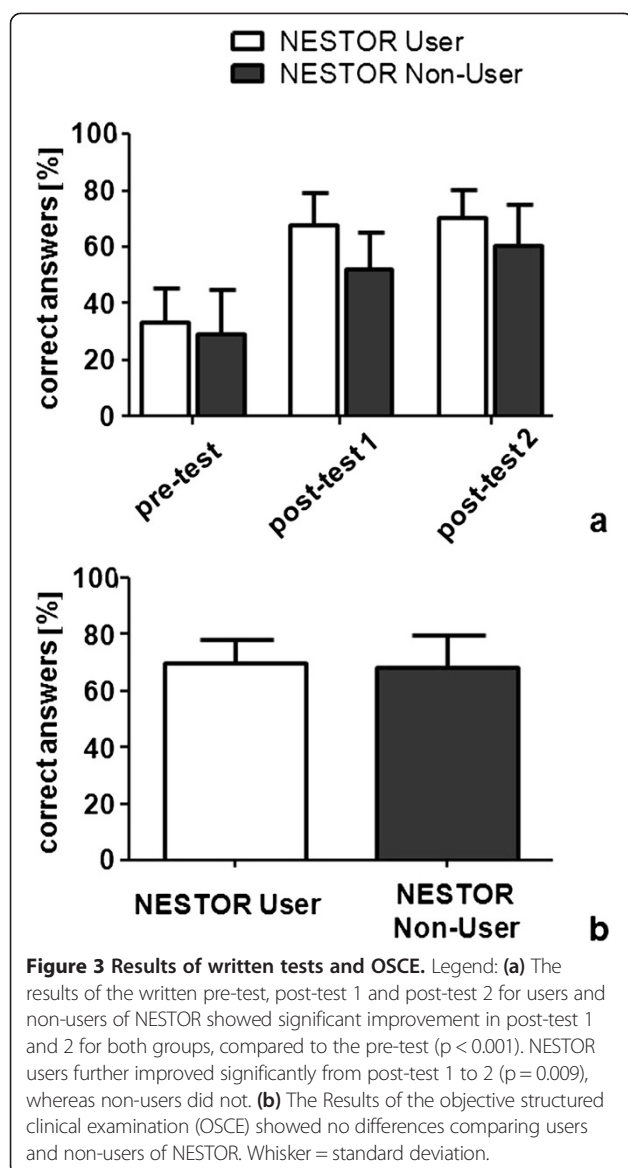 NESTOR User
NESTOR Non-User
correct answers [%]
100
80
60
40
20
0
pre-test
post-test 1
post-test 2
a
correct answers [%]
100
80
60
40
20
0
NESTOR User
NESTOR
Non-User
b
Figure 3 Results of written tests and OSCE. Legend: (a) The
results of the written pre-test, post-test 1 and post-test 2 for users and
non-users of NESTOR showed significant improvement in post-test 1
and 2 for both groups, compared to the pre-test (p < 0.001). NESTOR
users further improved significantly from post-test 1 to 2 (p = 0.009),
whereas non-users did not. (b) The Results of the objective structured
clinical examination (OSCE) showed no differences comparing users
and non-users of NESTOR. Whisker = standard deviation.